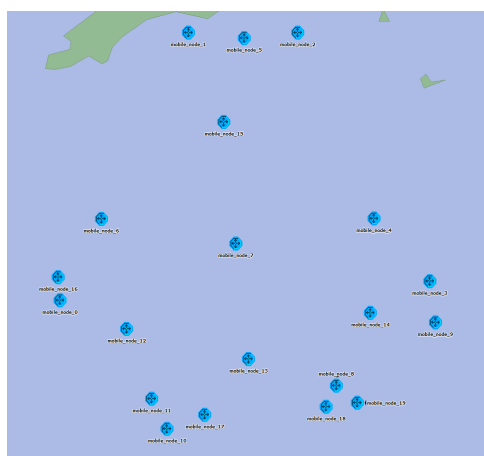 mobile_node_1
mobile_node_5
mobile_node_2
mobile_node_15
mobile_node_6
mobile_node_4
mobile_node_7
mobile_node_16
mobile_node_3
mobile_node_0
mobile_node_14
mobile_node_9
mobile_node_12
mobile_node_13
mobile_node_8
mobile_node_19
mobile_node_11
mobile_node_18
mobile_node_17
mobile_node_10